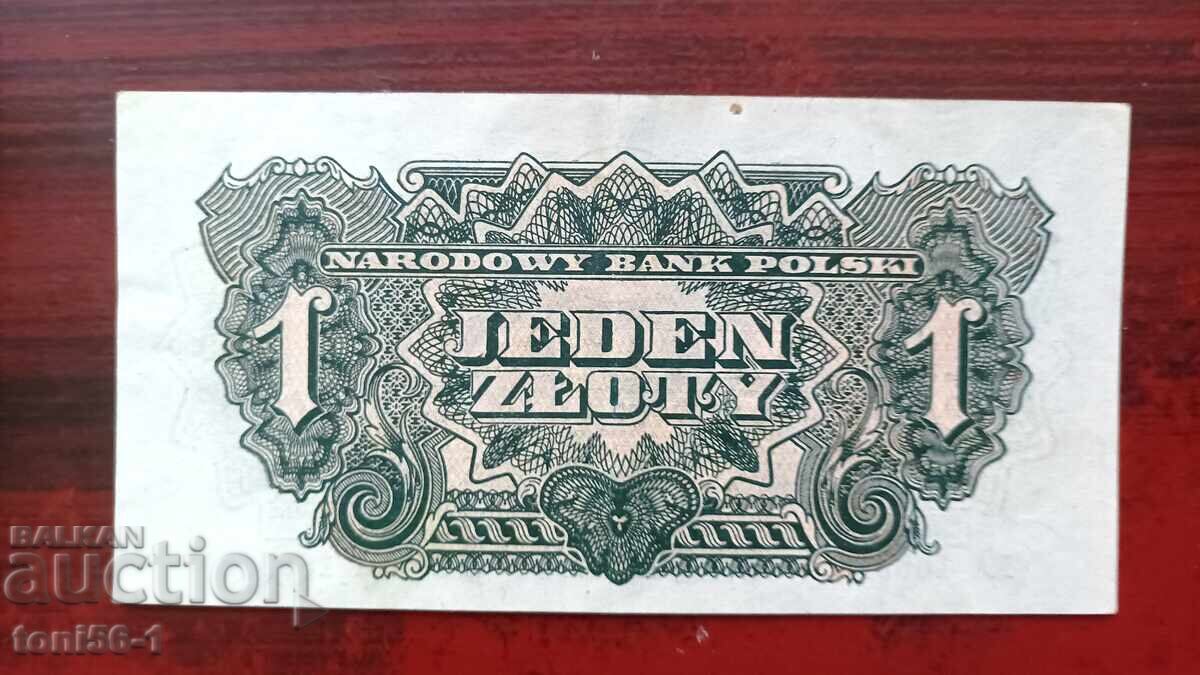 NARODOWY BANK POLSKI
1 JEDEN 1
ZŁOTY
BALKAN
auction
toni56-1